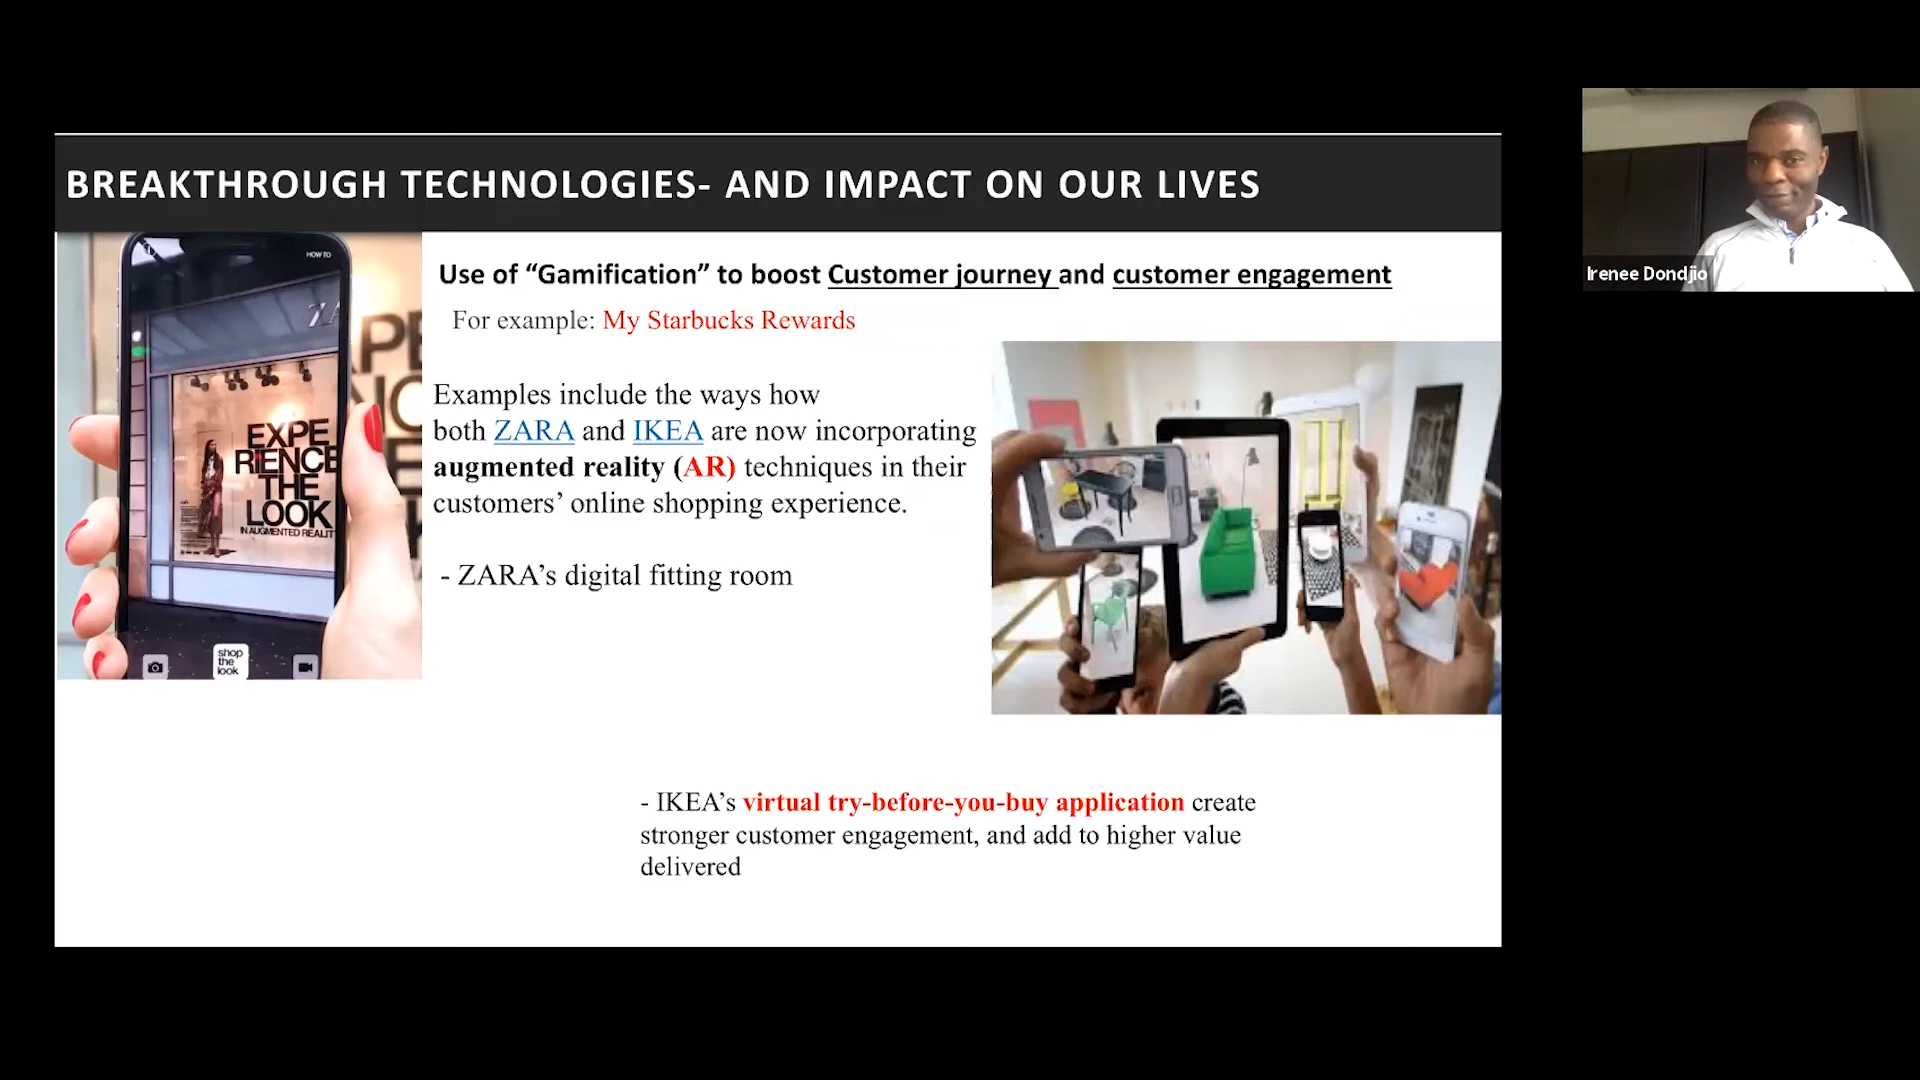 BREAKTHROUGH TECHNOLOGIES- AND IMPACT ON OUR LIVES
Use of “Gamification” to boost Customer journey and customer engagement
For example: My Starbucks Rewards
Examples include the ways how
both ZARA and IKEA are now incorporating
augmented reality (AR) techniques in their
customers’ online shopping experience.
- ZARA’s digital fitting room
- IKEA’s virtual try-before-you-buy application create
stronger customer engagement, and add to higher value
delivered
HOW TO
ZA
EXPE
RIENCE
THE
LOOK
IN AUGMENTED REALIT
shop
the
look
Irenee Dondjio